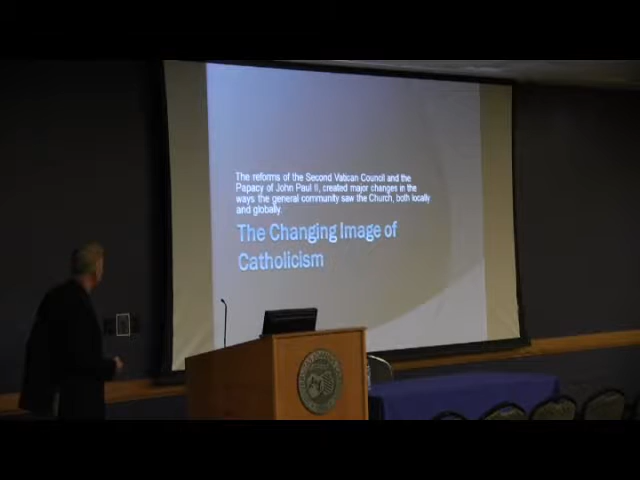 The reforms of the Second Vatican Council and the
Papacy of John Paul II, created major changes in the
ways the general community saw the Church, both locally
and globally.
The Changing Image of
Catholicism